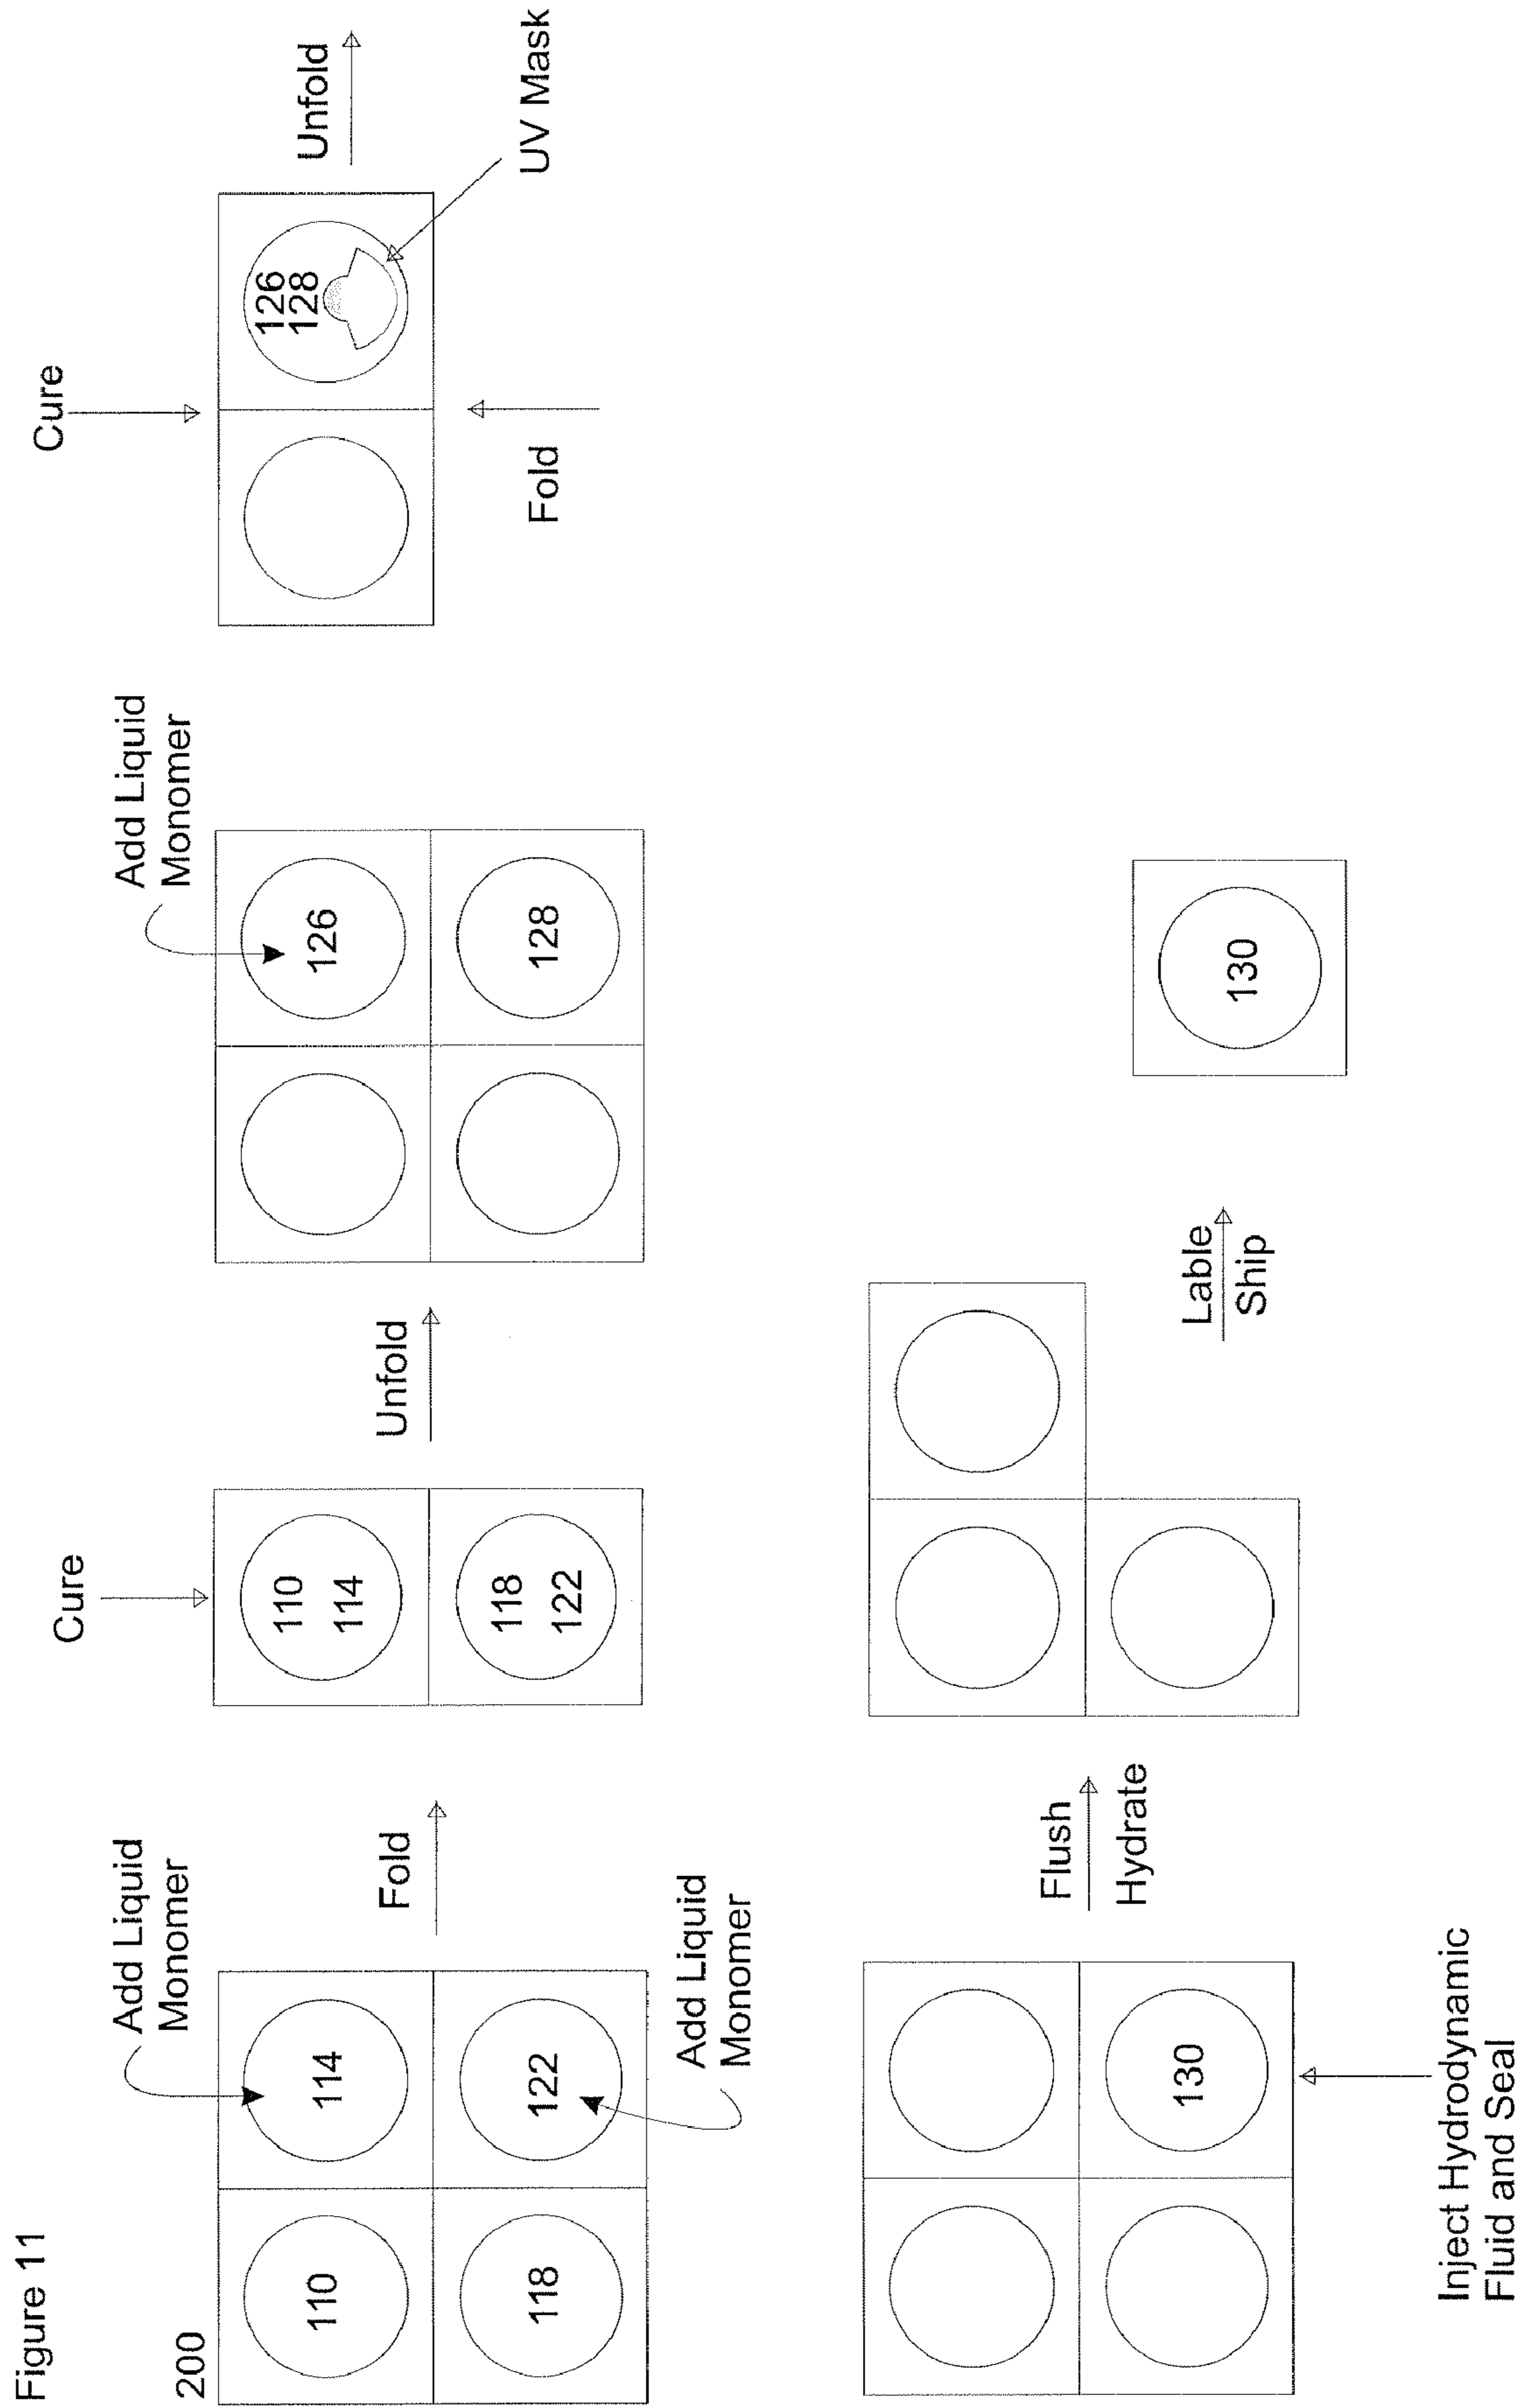 Figure 11
200
Add Liquid
Monomer
110
114
118
122
Add Liquid
Monomer
Fold
Cure
110
114
118
122
Unfold
Add Liquid
Monomer
126
128
Cure
126
128
Fold
UV Mask
Unfold
130
Inject Hydrodynamic
Fluid and Seal
Flush
Hydrate
Lable
Ship
130